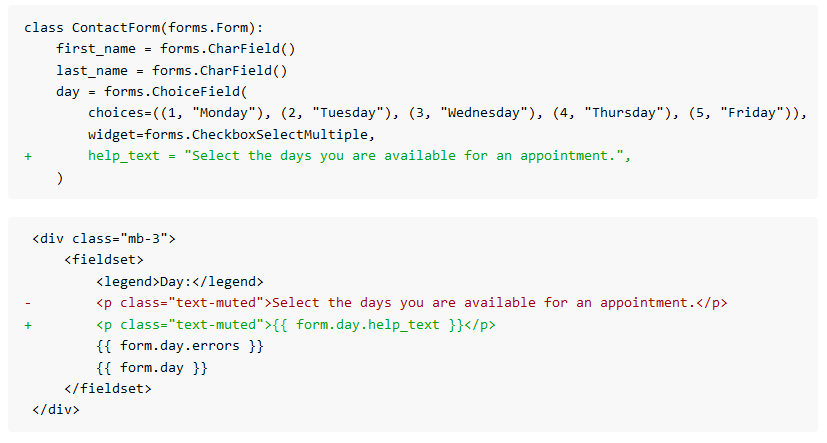 class ContactForm(forms.Form):
    first_name = forms.CharField()
    last_name = forms.CharField()
    day = forms.ChoiceField(
        choices=((1, "Monday"), (2, "Tuesday"), (3, "Wednesday"), (4, "Thursday"), (5, "Friday")),
        widget=forms.CheckboxSelectMultiple,
+       help_text = "Select the days you are available for an appointment.",
    )
 <div class="mb-3">
     <fieldset>
         <legend>Day:</legend>
-        <p class="text-muted">Select the days you are available for an appointment.</p>
+        <p class="text-muted">{{ form.day.help_text }}</p>
         {{ form.day.errors }}
         {{ form.day }}
     </fieldset>
 </div>